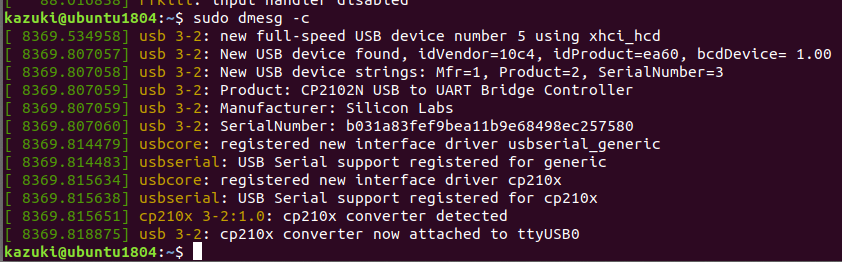 [   88.010858] rfkill: input handler disabled
kazuki@ubuntu1804:~$ sudo dmesg -c
[ 8369.534958] usb 3-2: new full-speed USB device number 5 using xhci_hcd
[ 8369.807057] usb 3-2: New USB device found, idVendor=10c4, idProduct=ea60, bcdDevice= 1.00
[ 8369.807058] usb 3-2: New USB device strings: Mfr=1, Product=2, SerialNumber=3
[ 8369.807059] usb 3-2: Product: CP2102N USB to UART Bridge Controller
[ 8369.807059] usb 3-2: Manufacturer: Silicon Labs
[ 8369.807060] usb 3-2: SerialNumber: b031a83fef9bea11b9e68498ec257580
[ 8369.814479] usbcore: registered new interface driver usbserial_generic
[ 8369.814483] usbserial: USB Serial support registered for generic
[ 8369.815634] usbcore: registered new interface driver cp210x
[ 8369.815638] usbserial: USB Serial support registered for cp210x
[ 8369.815651] cp210x 3-2:1.0: cp210x converter detected
[ 8369.818875] usb 3-2: cp210x converter now attached to ttyUSB0
kazuki@ubuntu1804:~$